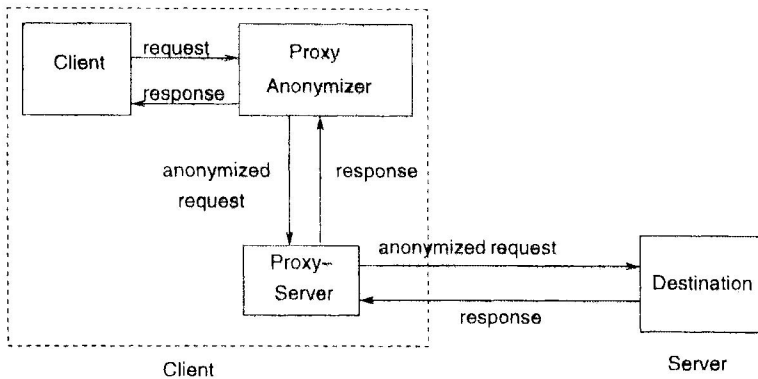 Client
request
response
Proxy
Anonymizer
anonymized
request
response
Proxy-
Server
anonymized request
response
Destination
Client
Server